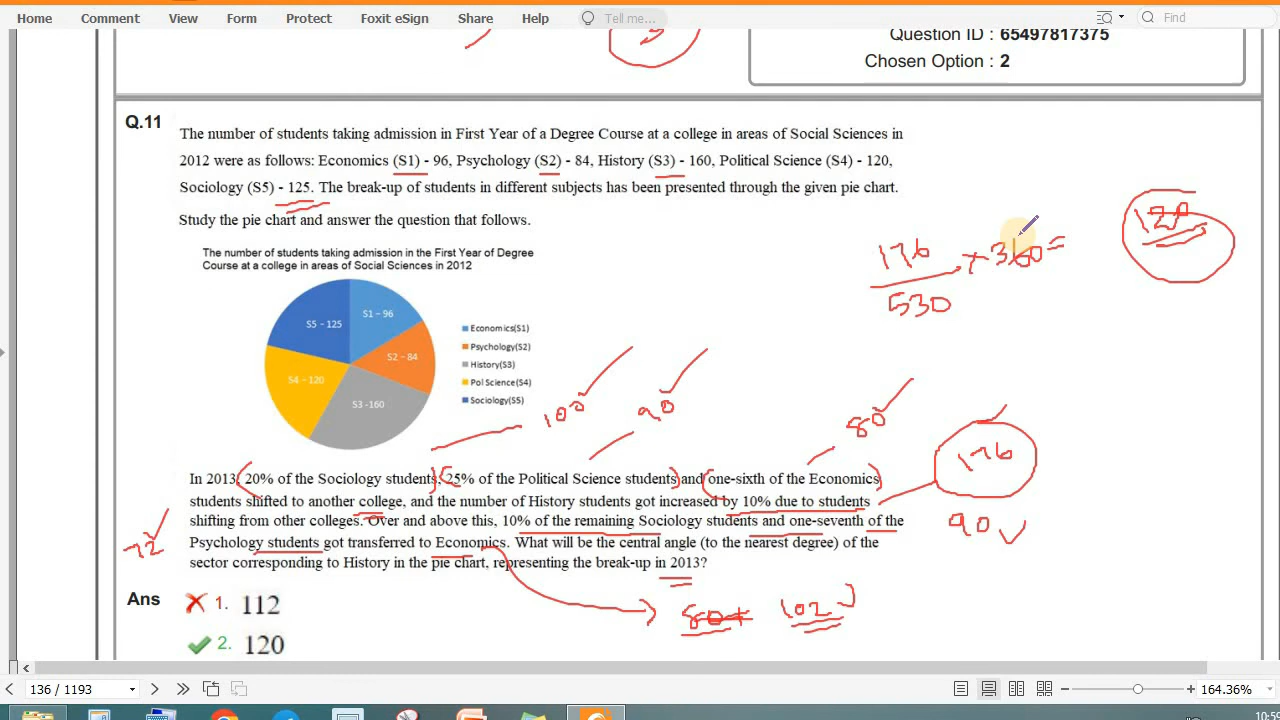 Home Comment View Form Protect Foxit eSign Share Help Tell me... Find
Question ID : 65497817375
Chosen Option : 2
Q.11
The number of students taking admission in First Year of a Degree Course at a college in areas of Social Sciences in
2012 were as follows: Economics (S1) - 96, Psychology (S2) - 84, History (S3) - 160, Political Science (S4) - 120,
Sociology (S5) - 125. The break-up of students in different subjects has been presented through the given pie chart.
Study the pie chart and answer the question that follows.
176
530
×360=
The number of students taking admission in the First Year of Degree
Course at a college in areas of Social Sciences in 2012
S5 - 125
S1 – 96
S2 – 84
S4 – 120
S3 -160
Economics(S1)
Psychology(S2)
History(S3)
Pol Science(S4)
Sociology(S5)
100
90
80
176
In 2013, 20% of the Sociology students, 25% of the Political Science students and one-sixth of the Economics
students shifted to another college, and the number of History students got increased by 10% due to students
shifting from other colleges. Over and above this, 10% of the remaining Sociology students and one-seventh of the
Psychology students got transferred to Economics. What will be the central angle (to the nearest degree) of the
sector corresponding to History in the pie chart, representing the break-up in 2013?
90
72
80+
102
Ans
1. 112
2. 120
136 / 1193
164.36%